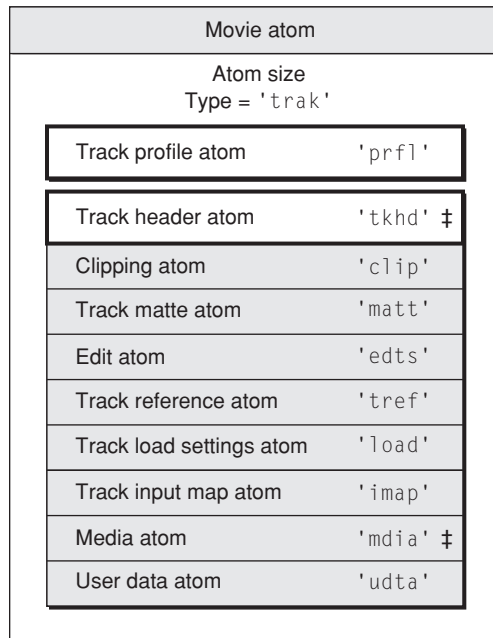 Movie atom
Atom size
Type = 'trak'
Track profile atom 'prfl'
Track header atom 'tkhd' ‡
Clipping atom 'clip'
Track matte atom 'matt'
Edit atom 'edts'
Track reference atom 'tref'
Track load settings atom 'load'
Track input map atom 'imap'
Media atom 'mdia' ‡
User data atom 'udta'